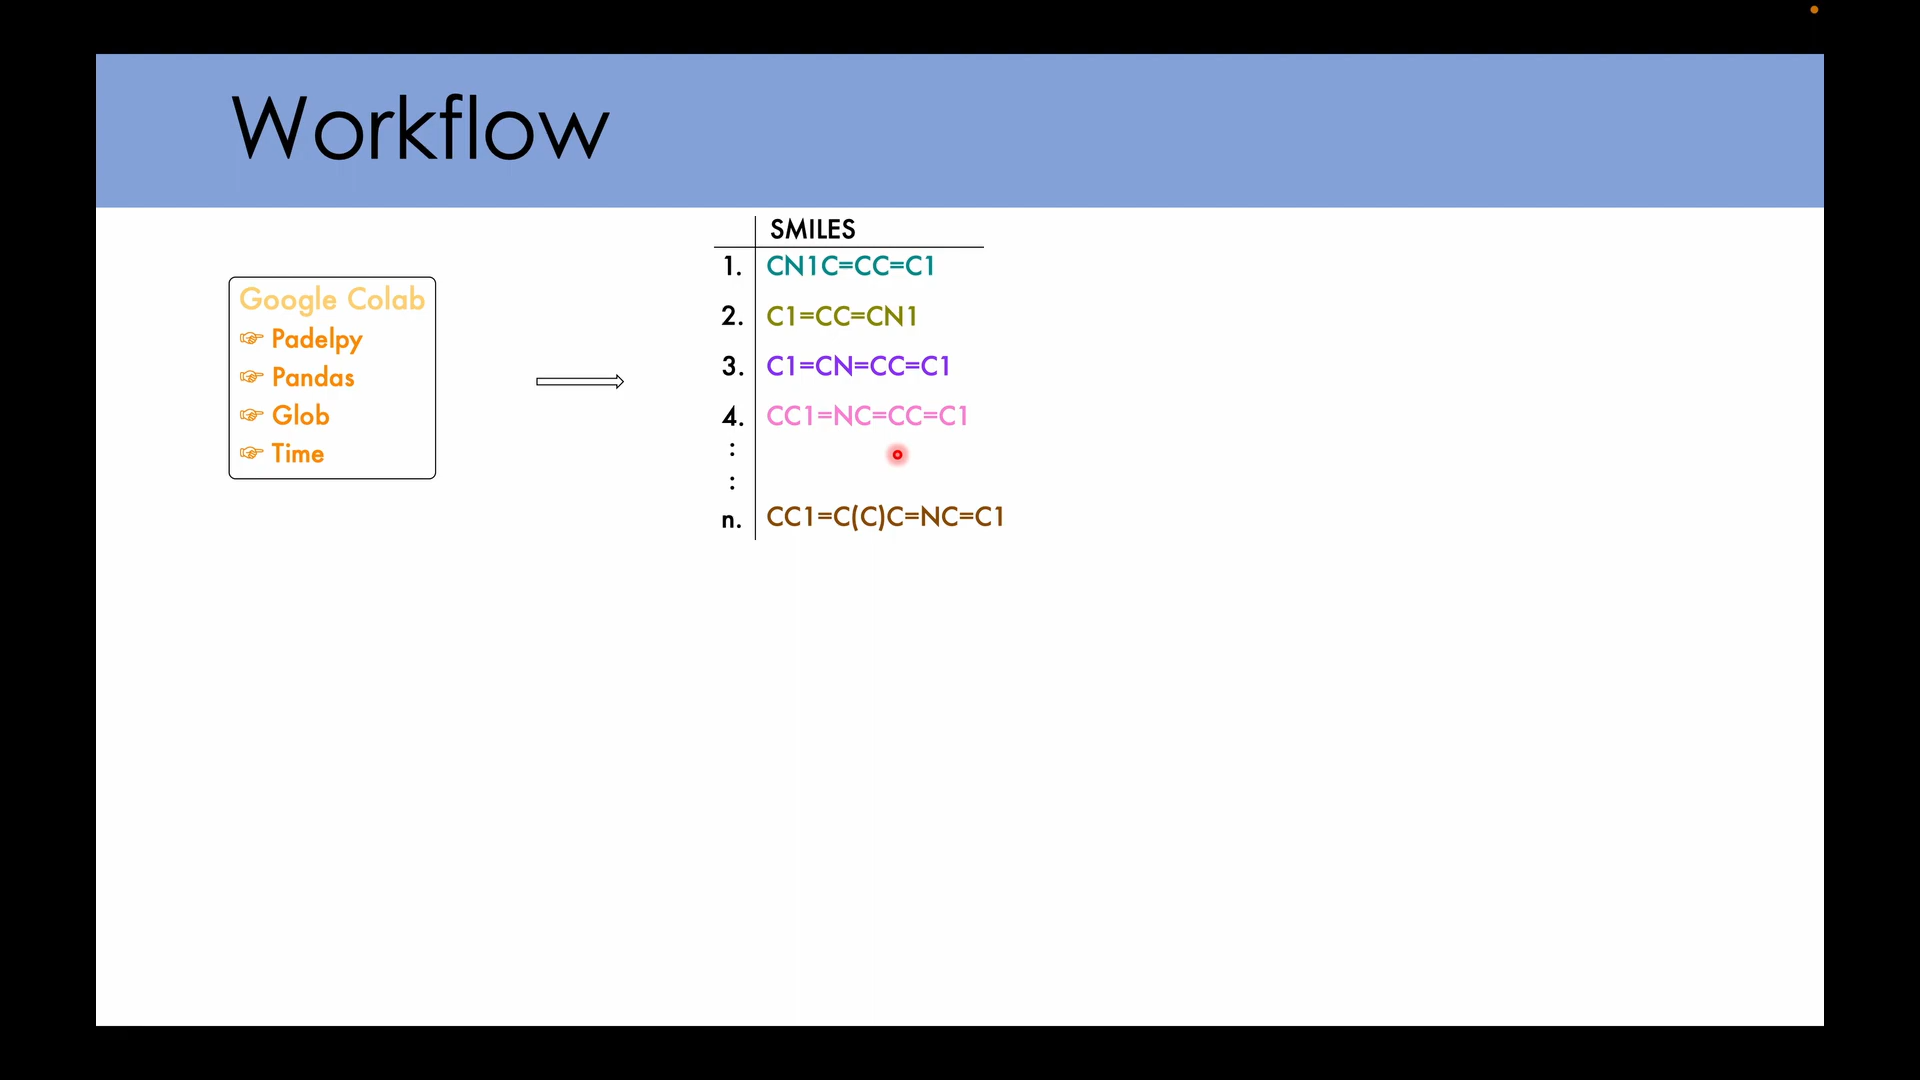 Workflow
Google Colab
☞ Padelpy
☞ Pandas
☞ Glob
☞ Time
SMILES
1. CN1C=CC=C1
2. C1=CC=CN1
3. C1=CN=CC=C1
4. CC1=NC=CC=C1
:
:
n. CC1=C(C)C=NC=C1